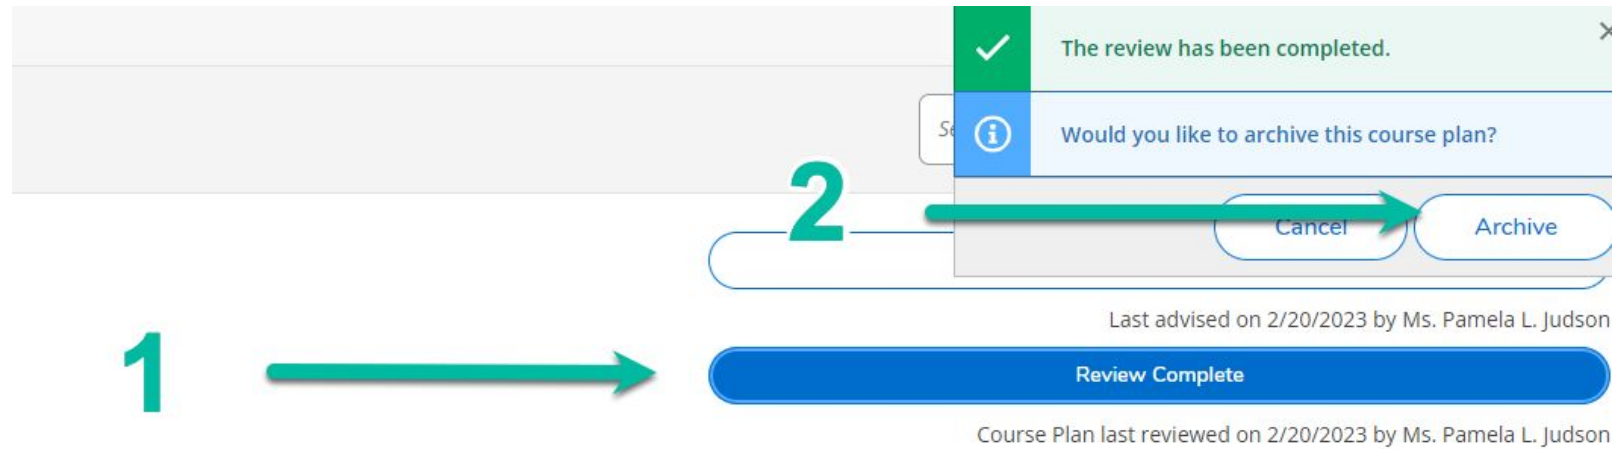 The review has been completed.
Would you like to archive this course plan?
2
Cancel
Archive
Last advised on 2/20/2023 by Ms. Pamela L. Judson
1
Review Complete
Course Plan last reviewed on 2/20/2023 by Ms. Pamela L. Judson